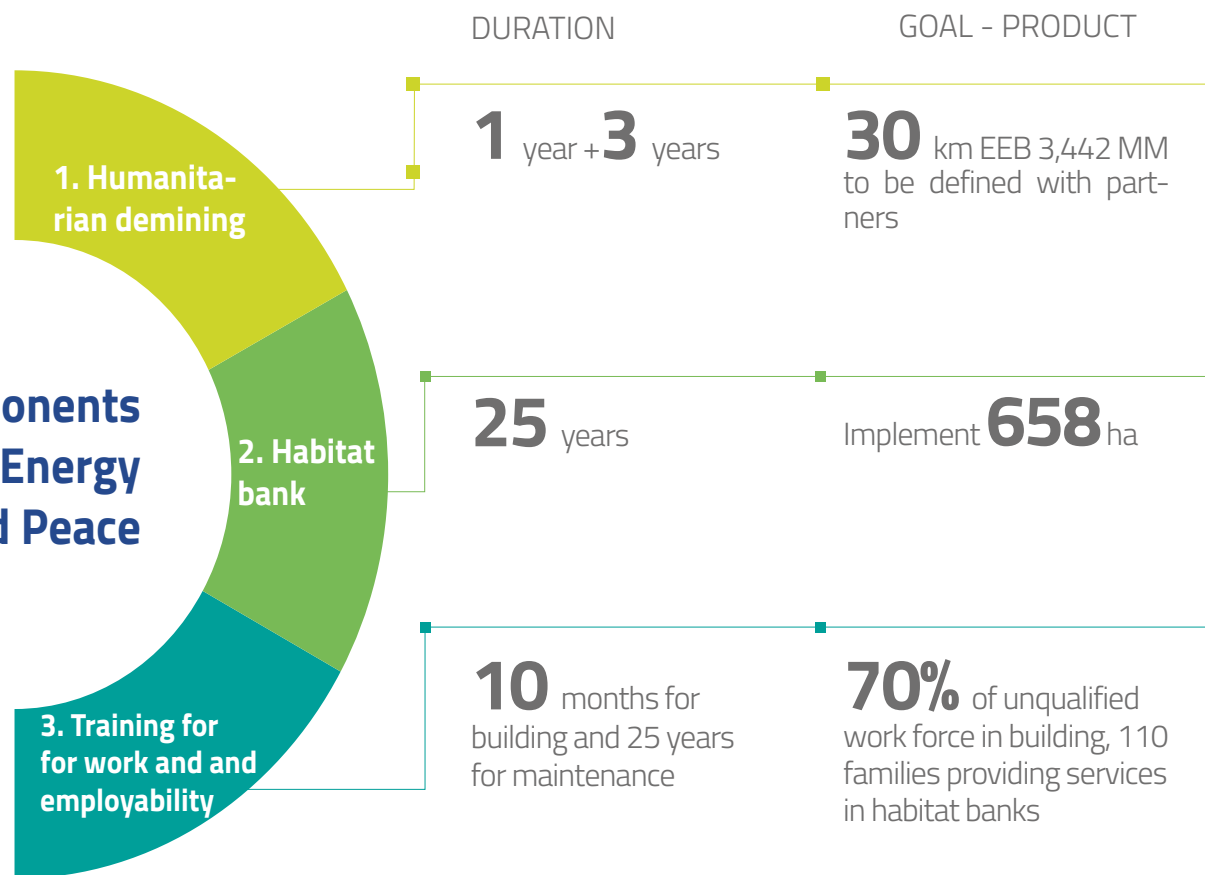 DURATION
GOAL - PRODUCT
1. Humanita-
rian demining
1 year + 3 years
30 km EEB 3,442 MM
to be defined with part-
ners
onents
Energy
d Peace
2. Habitat
bank
25 years
Implement 658 ha
3. Training for
for work and and
employability
10 months for
building and 25 years
for maintenance
70% of unqualified
work force in building, 110
families providing services
in habitat banks